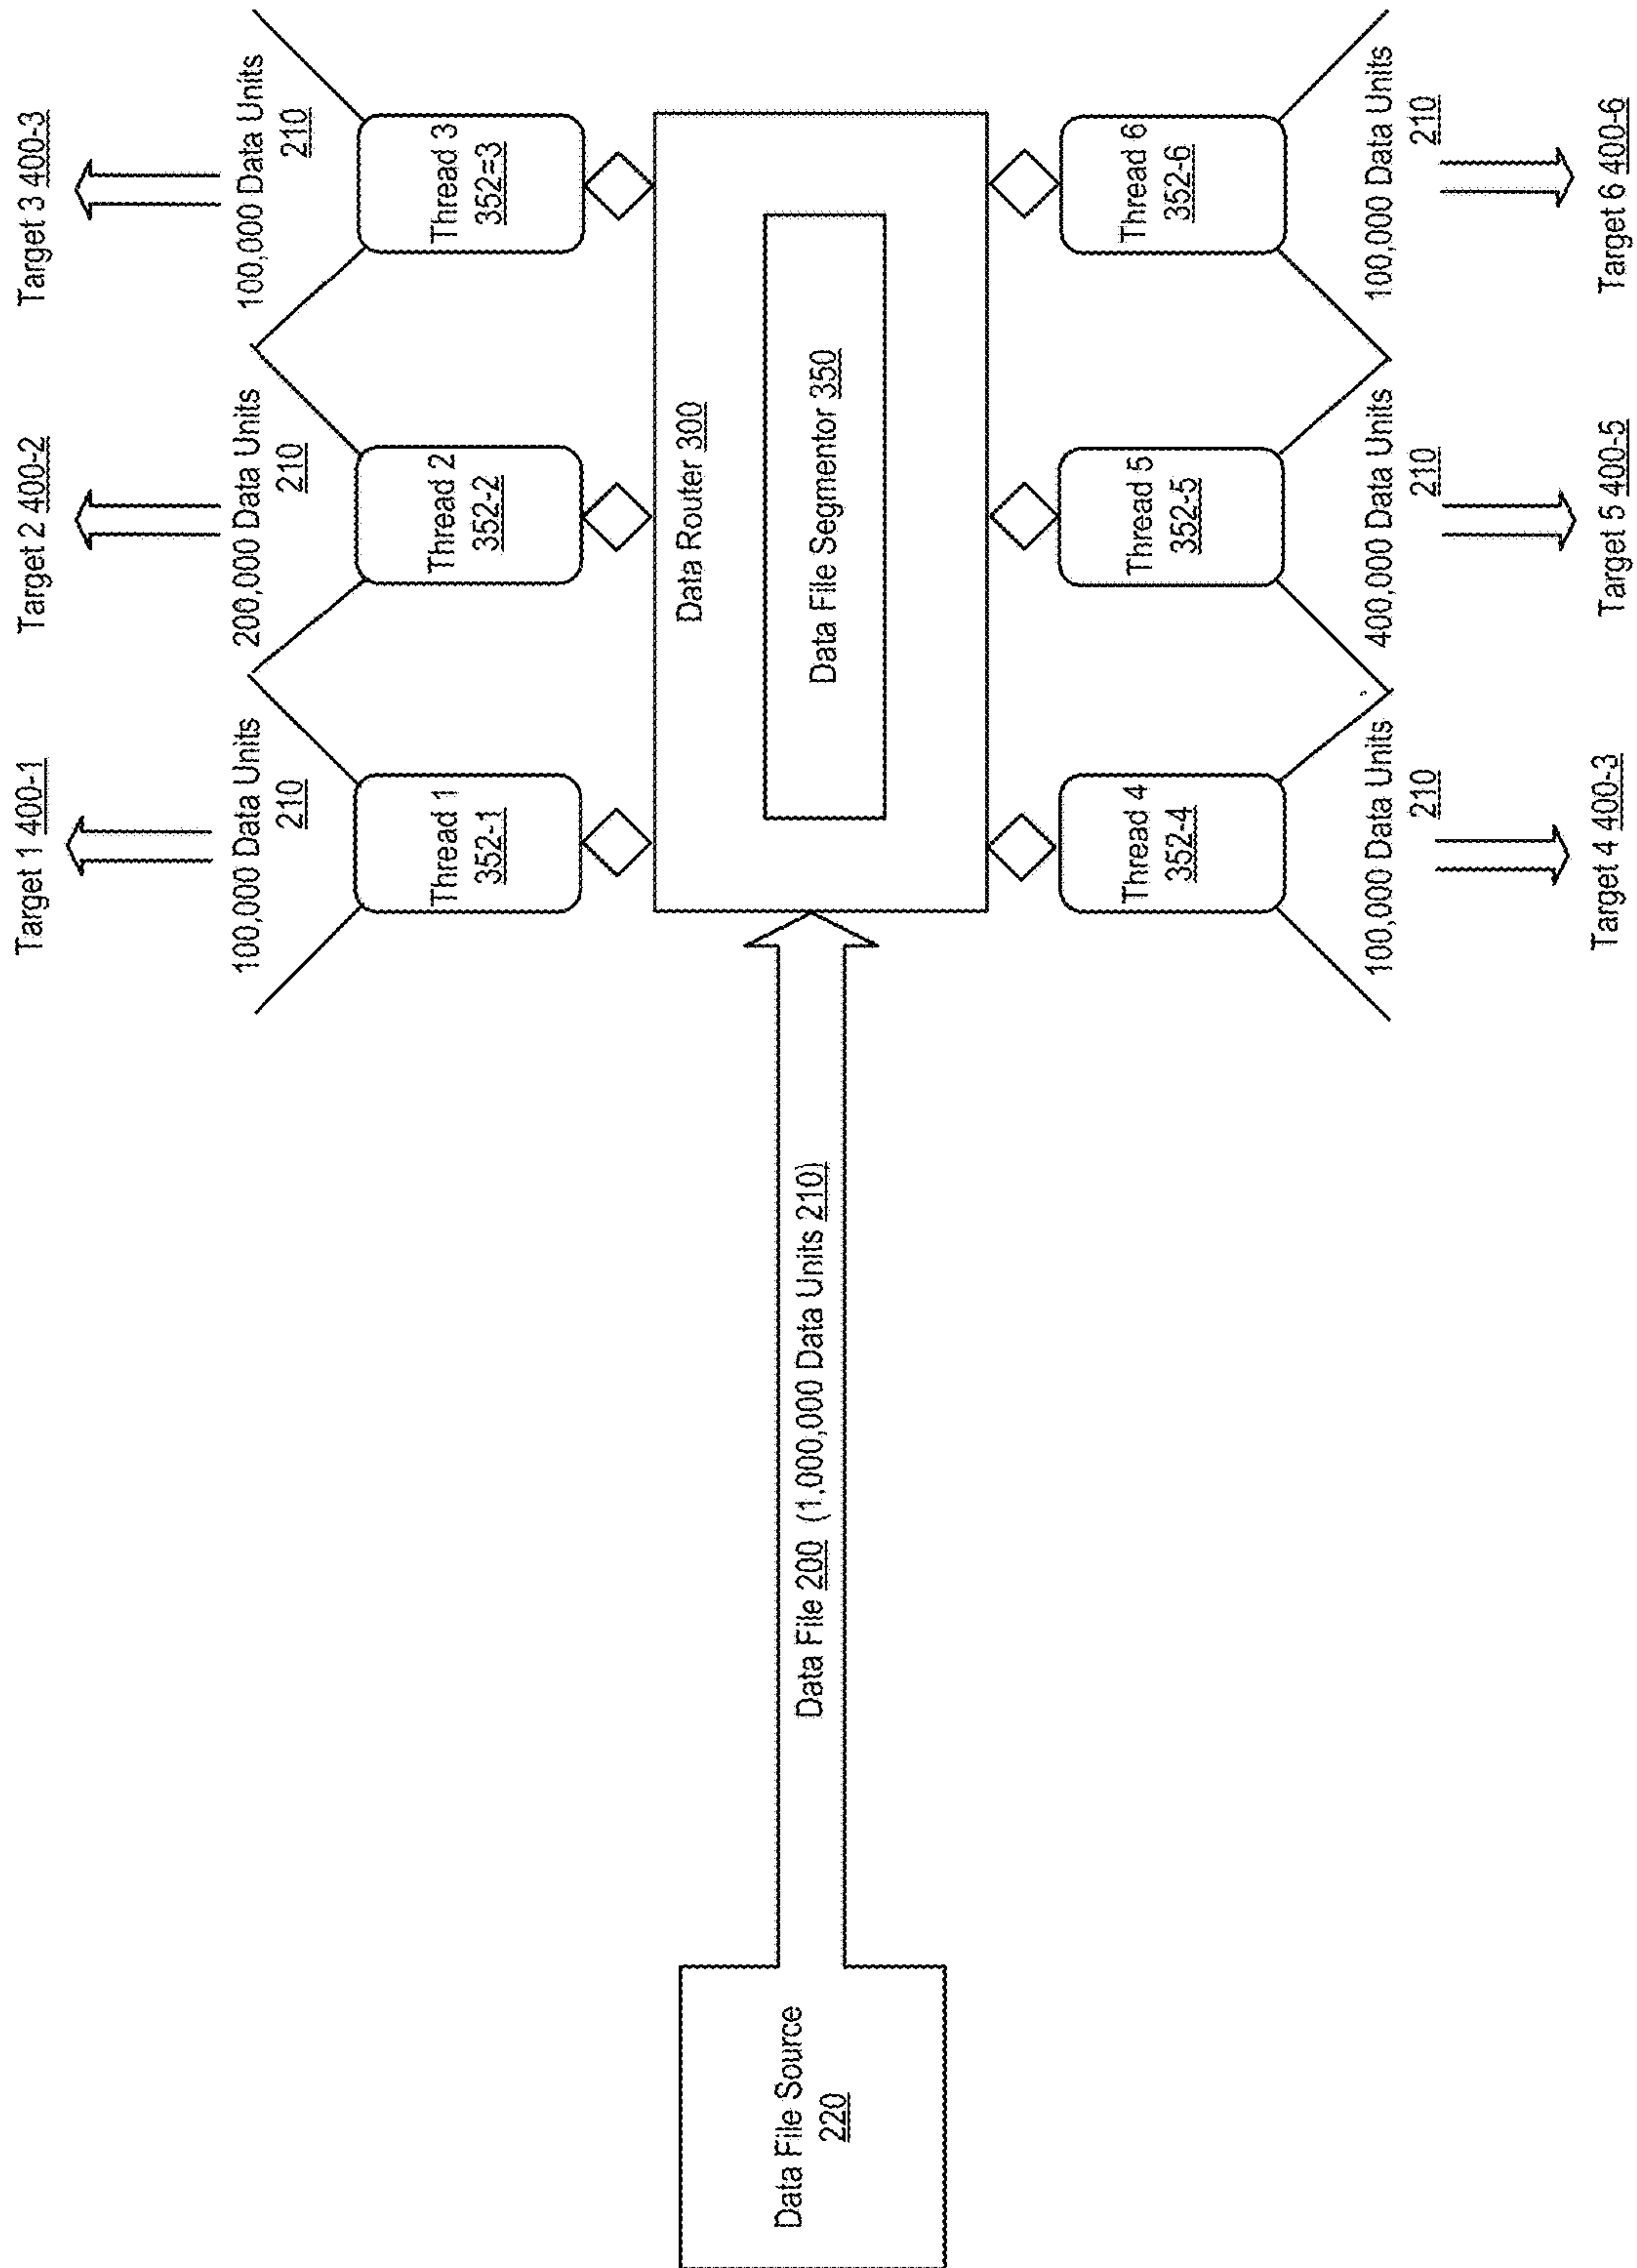 Target 1 400-1
Target 2 400-2
Target 3 400-3
100,000 Data Units
210
200,000 Data Units
210
100,000 Data Units
210
Thread 1
352-1
Thread 2
352-2
Thread 3
352=3
Data File Source
220
Data File 200 (1,000,000 Data Units 210)
Data Router 300
Data File Segmentor 350
Thread 4
352-4
Thread 5
352-5
Thread 6
352-6
100,000 Data Units
210
400,000 Data Units
210
100,000 Data Units
210
Target 4 400-3
Target 5 400-5
Target 6 400-6